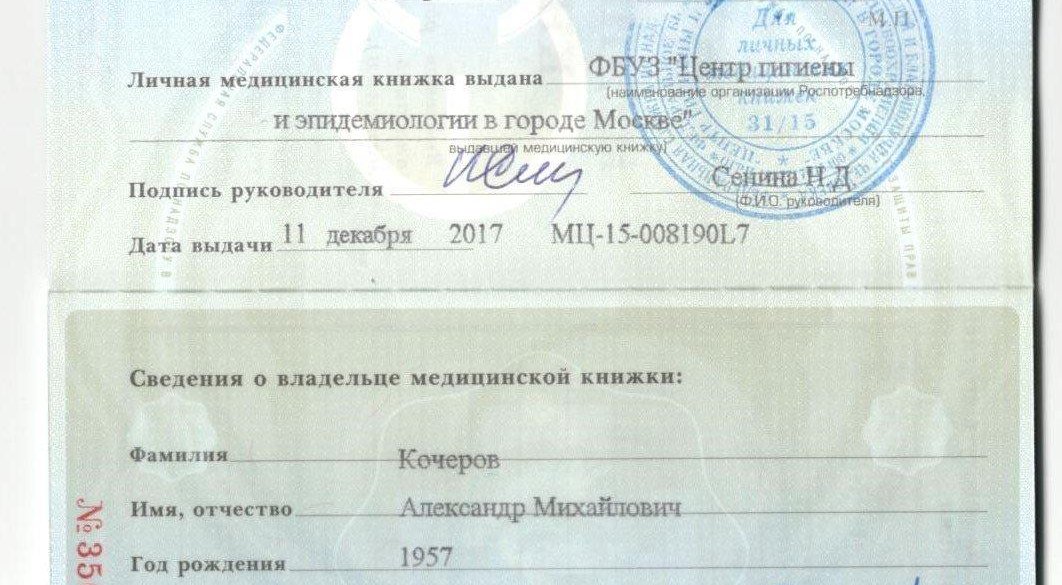 М.П.
Для
личных
книжек
31/15
Личная медицинская книжка выдана ФБУЗ "Центр гигиены
(наименование организации Роспотребнадзора,
и эпидемиологии в городе Москве"
выдавшей медицинскую книжку)
Подпись руководителя Сенина Н.Д
(Ф.И.О. руководителя)
Дата выдачи 11 декабря 2017 МЦ-15-008190L7
Сведения о владельце медицинской книжки:
Фамилия Кочеров
Имя, отчество Александр Михайлович
Год рождения 1957
№ 35